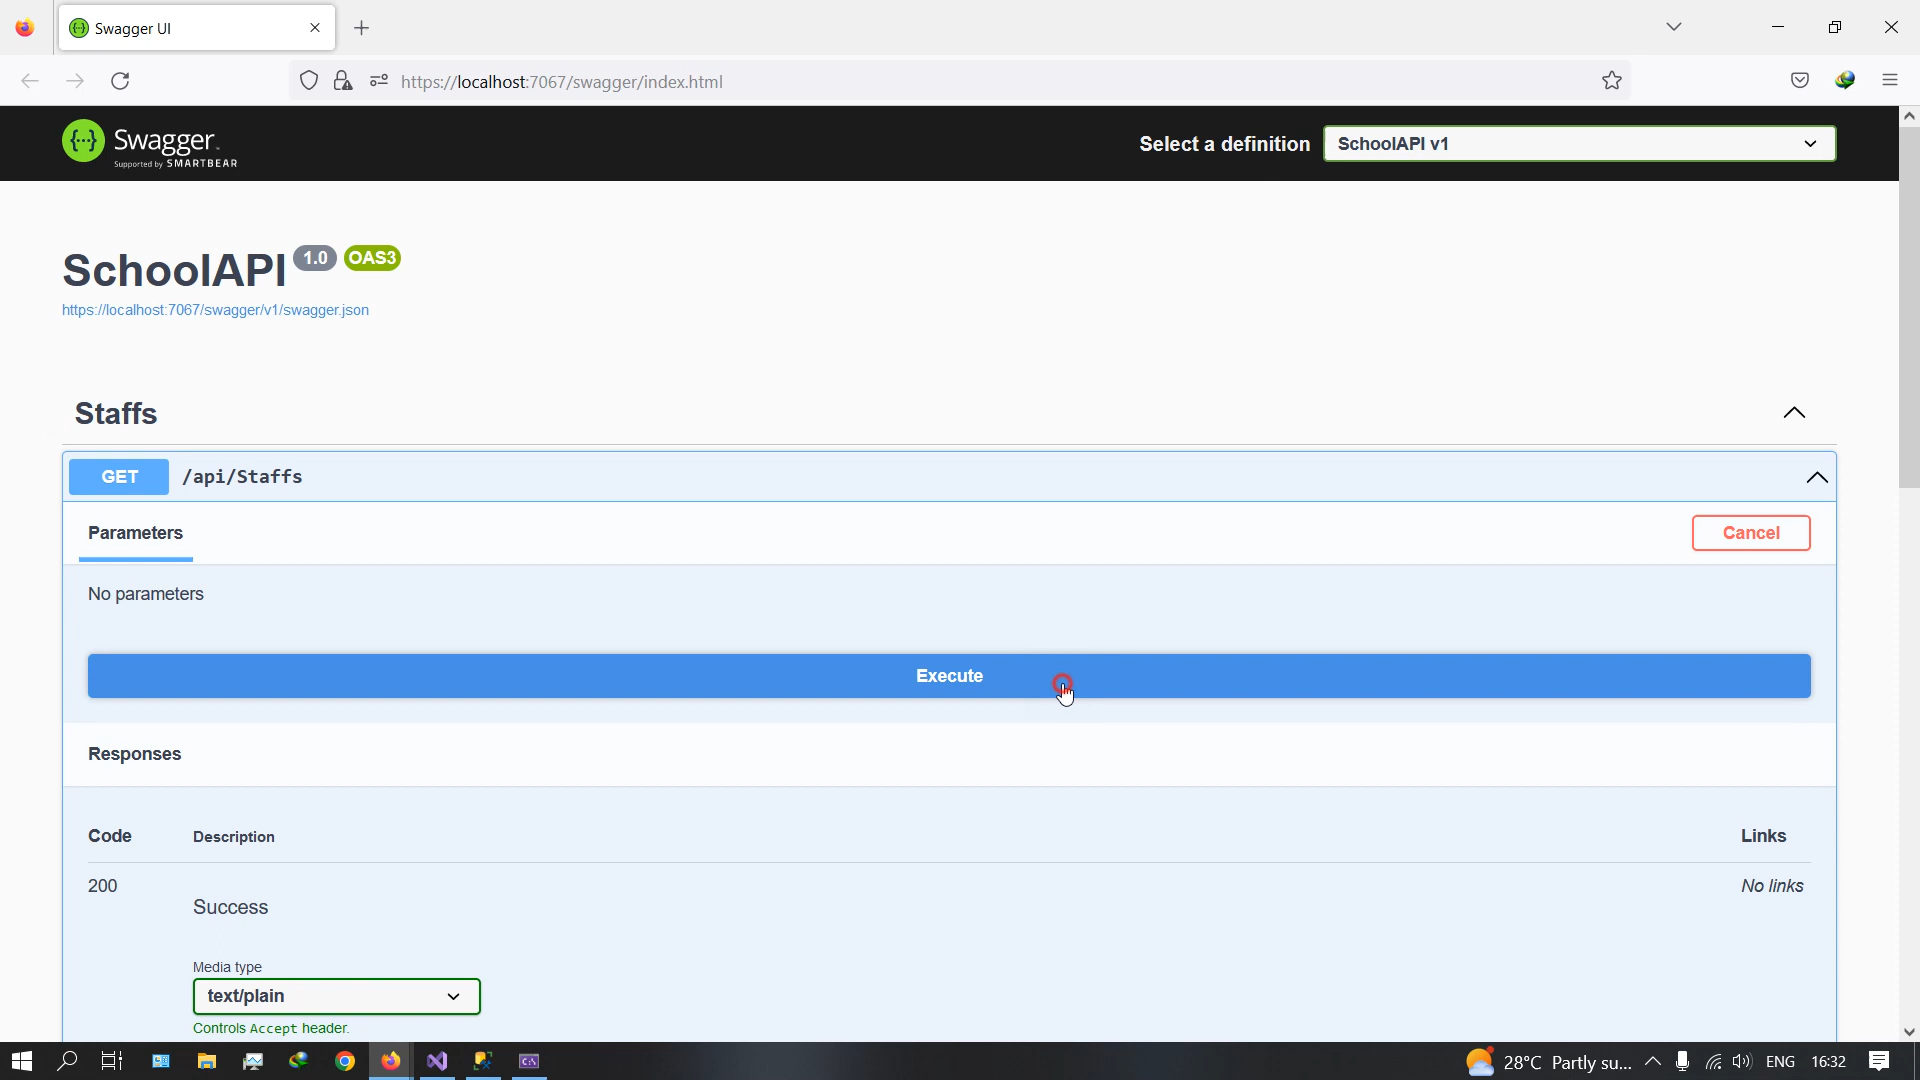 Swagger UI
https://localhost:7067/swagger/index.html
Swagger.
Supported by SMARTBEAR
Select a definition
SchoolAPI v1
SchoolAPI 1.0 OAS3
https://localhost:7067/swagger/v1/swagger.json
Staffs
GET /api/Staffs
Parameters
Cancel
No parameters
Execute
Responses
Code Description Links
200 No links
Success
Media type
text/plain
Controls Accept header.
28°C Partly su... ENG 16:32